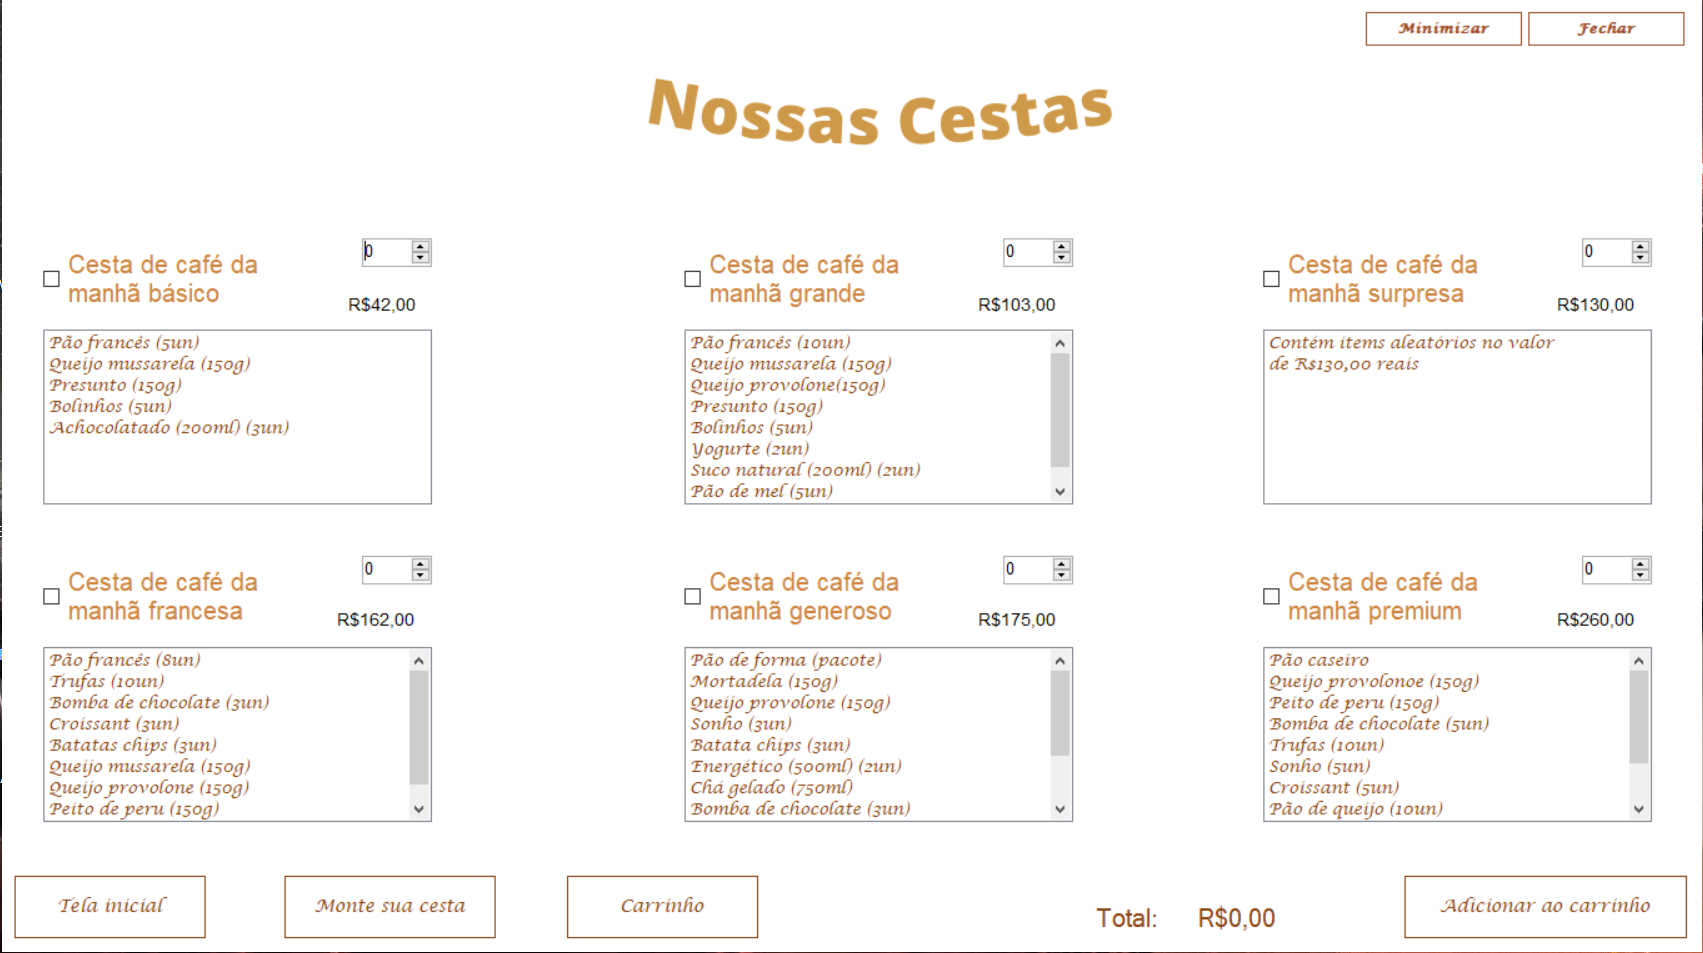 Minimizar
Fechar
Nossas Cestas
Cesta de café da
manhã básico
0
R$42,00
Pão francês (5un)
Queijo mussarela (150g)
Presunto (150g)
Bolinhos (5un)
Achocolatado (200ml) (3un)
Cesta de café da
manhã grande
0
R$103,00
Pão francês (10un)
Queijo mussarela (150g)
Queijo provolone(150g)
Presunto (150g)
Bolinhos (5un)
Yogurte (2un)
Suco natural (200ml) (2un)
Pão de mel (5un)
Cesta de café da
manhã surpresa
0
R$130,00
Contém items aleatórios no valor
de R$130,00 reais
Cesta de café da
manhã francesa
0
R$162,00
Pão francês (8un)
Trufas (10un)
Bomba de chocolate (3un)
Croissant (3un)
Batatas chips (3un)
Queijo mussarela (150g)
Queijo provolone (150g)
Peito de peru (150g)
Cesta de café da
manhã generoso
0
R$175,00
Pão de forma (pacote)
Mortadela (150g)
Queijo provolone (150g)
Sonho (3un)
Batata chips (3un)
Energético (500ml) (2un)
Chá gelado (750ml)
Bomba de chocolate (3un)
Cesta de café da
manhã premium
0
R$260,00
Pão caseiro
Queijo provolonoe (150g)
Peito de peru (150g)
Bomba de chocolate (5un)
Trufas (10un)
Sonho (5un)
Croissant (5un)
Pão de queijo (10un)
Tela inicial
Monte sua cesta
Carrinho
Total: R$0,00
Adicionar ao carrinho